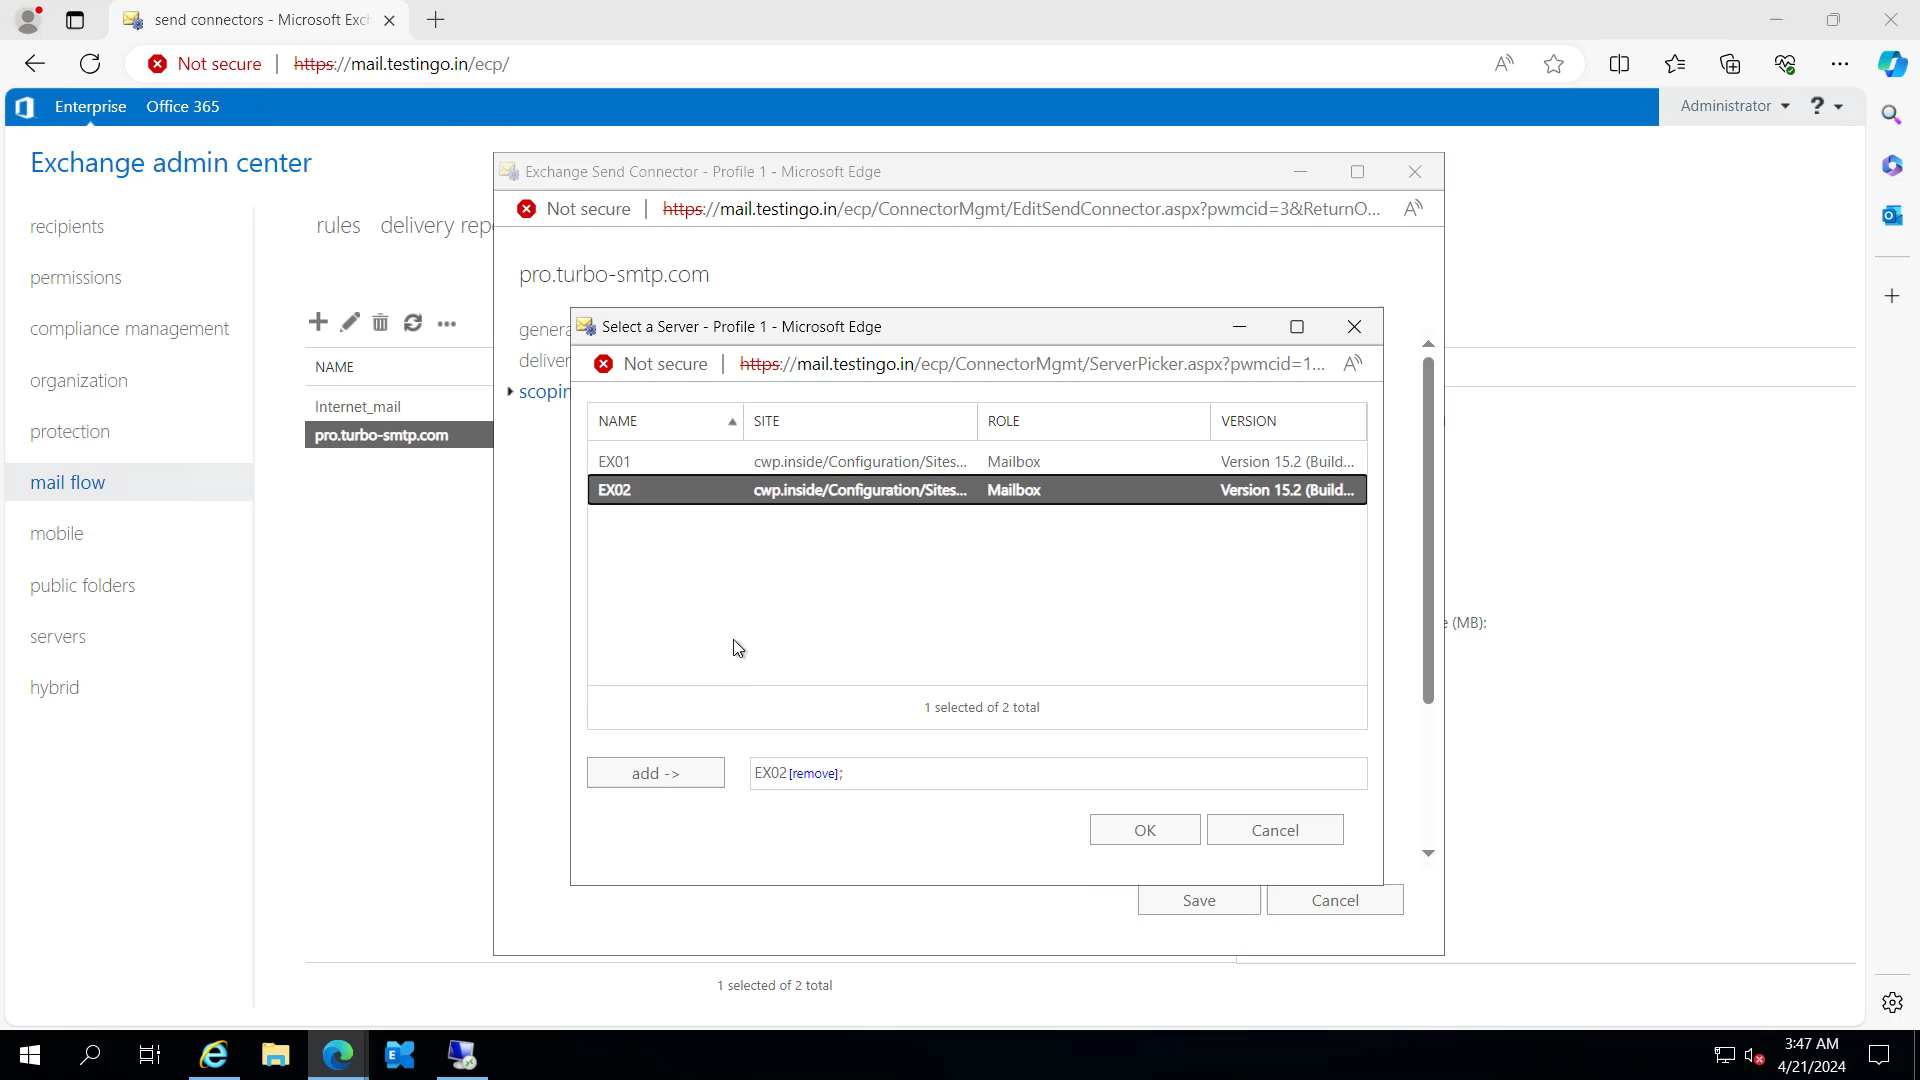 send connectors - Microsoft Exc
Not secure https://mail.testingo.in/ecp/
Enterprise Office 365
Administrator ?
Exchange admin center
recipients
permissions
compliance management
organization
protection
mail flow
mobile
public folders
servers
hybrid
rules delivery rep
NAME
Internet_mail
pro.turbo-smtp.com
1 selected of 2 total
e (MB):
Exchange Send Connector - Profile 1 - Microsoft Edge
Not secure https://mail.testingo.in/ecp/ConnectorMgmt/EditSendConnector.aspx?pwmcid=3&ReturnO...
pro.turbo-smtp.com
genera
deliver
scopin
Save Cancel
Select a Server - Profile 1 - Microsoft Edge
Not secure https://mail.testingo.in/ecp/ConnectorMgmt/ServerPicker.aspx?pwmcid=1...
NAME SITE ROLE VERSION
EX01 cwp.inside/Configuration/Sites... Mailbox Version 15.2 (Build...
EX02 cwp.inside/Configuration/Sites... Mailbox Version 15.2 (Build...
1 selected of 2 total
add -> EX02[remove];
OK Cancel
3:47 AM
4/21/2024